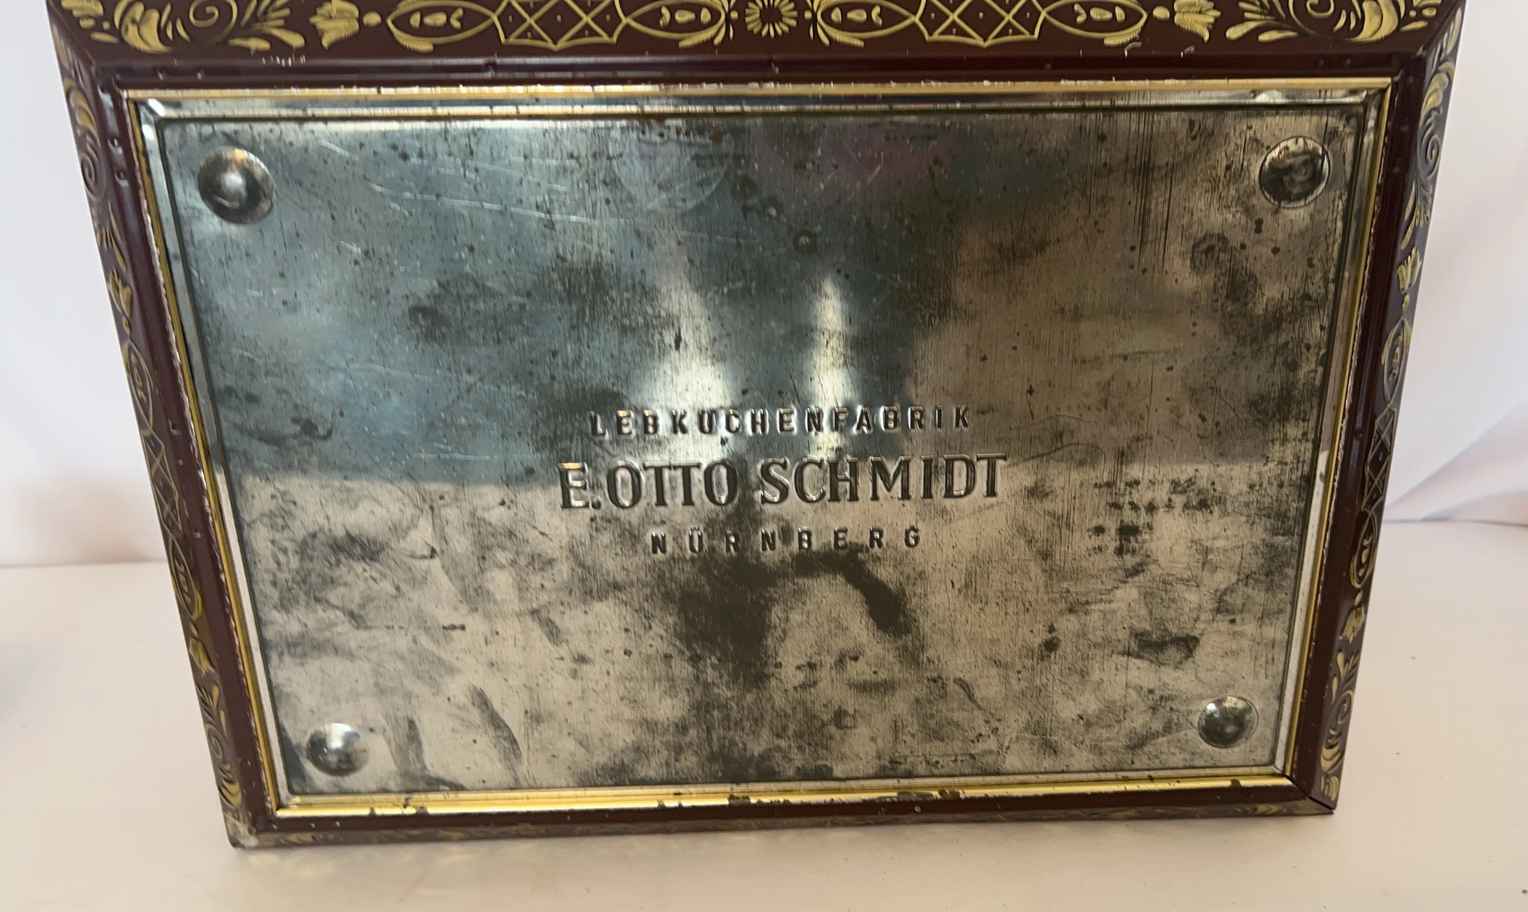 LEBKUCHENFABRIK
E. OTTO SCHMIDT
NÜRNBERG